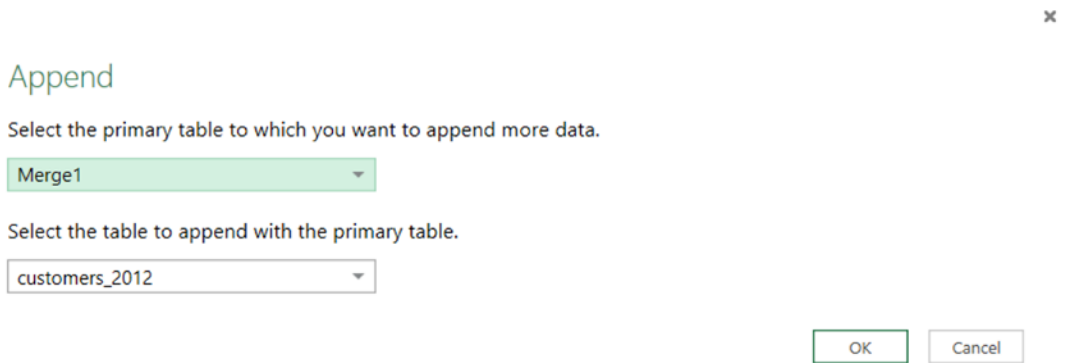 Append
Select the primary table to which you want to append more data.
Merge1
Select the table to append with the primary table.
customers_2012
OK Cancel